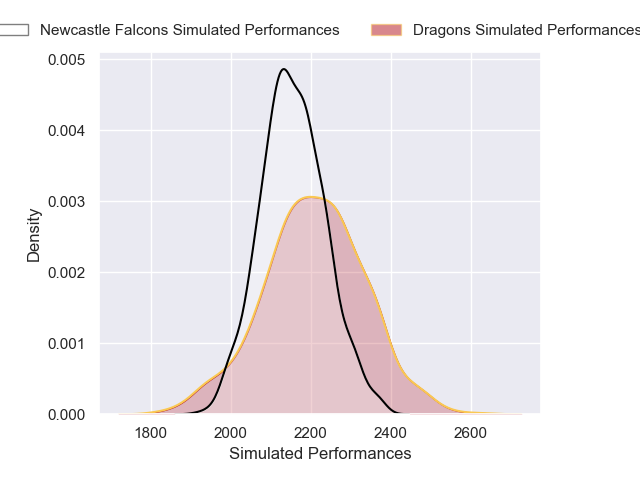 Newcastle Falcons Simulated Performances Dragons Simulated Performances
0.005
0.004
0.003
0.002
0.001
0.000
Density
1800 2000 2200 2400 2600
Simulated Performances